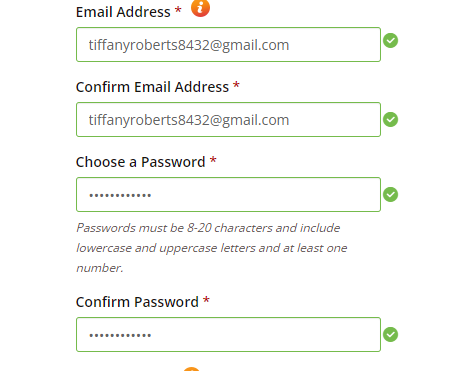 Email Address *
tiffanyroberts8432@gmail.com
Confirm Email Address *
tiffanyroberts8432@gmail.com
Choose a Password *
••••••••••••
Passwords must be 8-20 characters and include
lowercase and uppercase letters and at least one
number.
Confirm Password *
••••••••••••